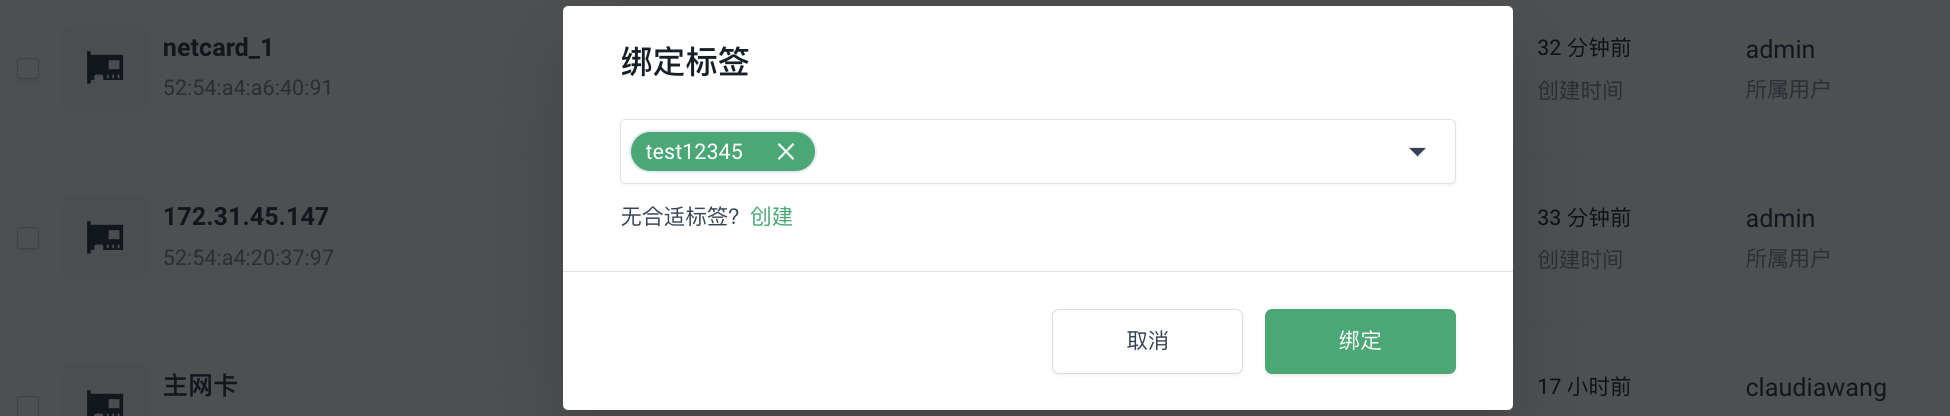 netcard_1
52:54:a4:a6:40:91
172.31.45.147
52:54:a4:20:37:97
主网卡
绑定标签
test12345
无合适标签? 创建
取消
绑定
32 分钟前
创建时间
admin
所属用户
33 分钟前
创建时间
admin
所属用户
17 小时前
claudiawang